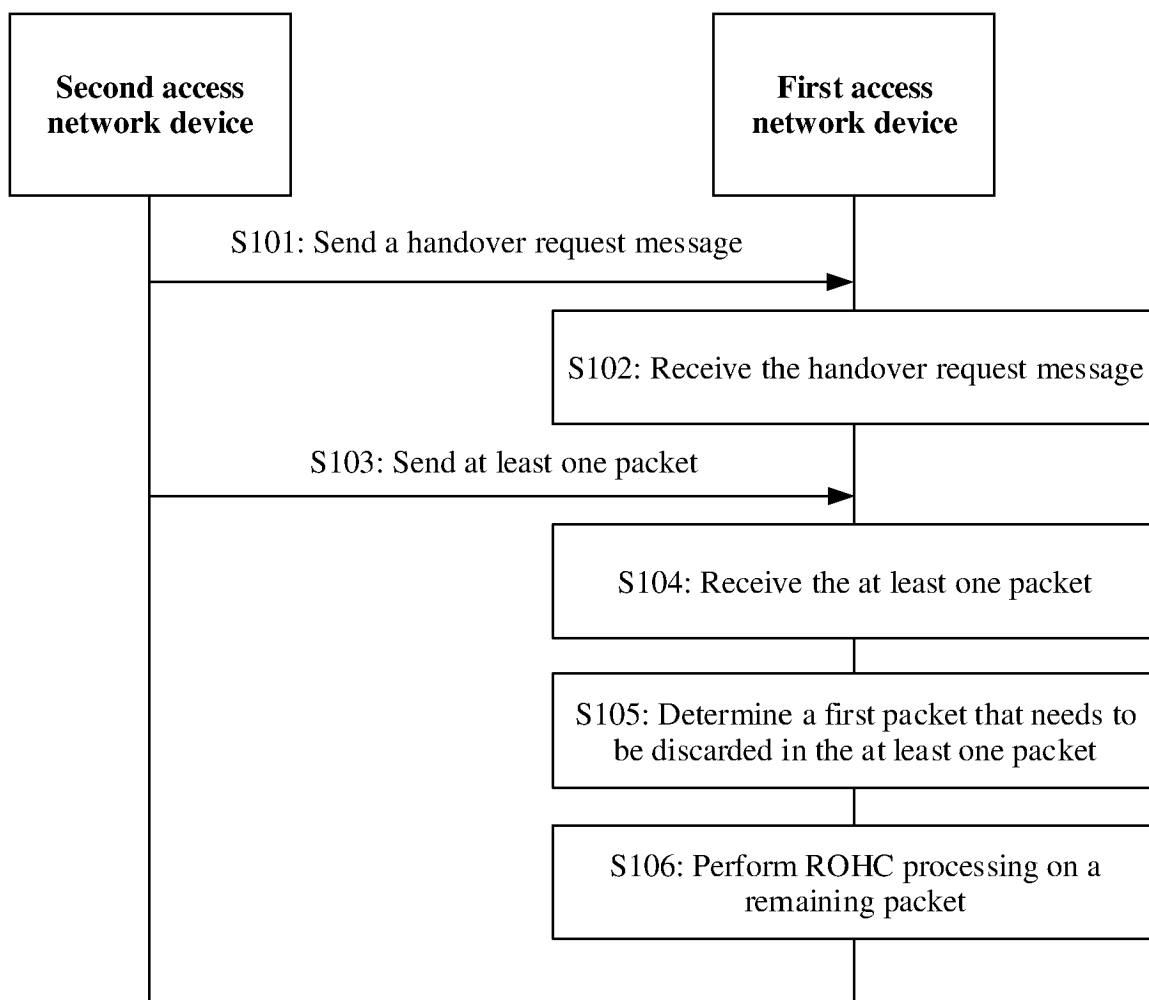 Second access
network device
First access
network device
S101: Send a handover request message
S102: Receive the handover request message
S103: Send at least one packet
S104: Receive the at least one packet
S105: Determine a first packet that needs to
be discarded in the at least one packet
S106: Perform ROHC processing on a
remaining packet